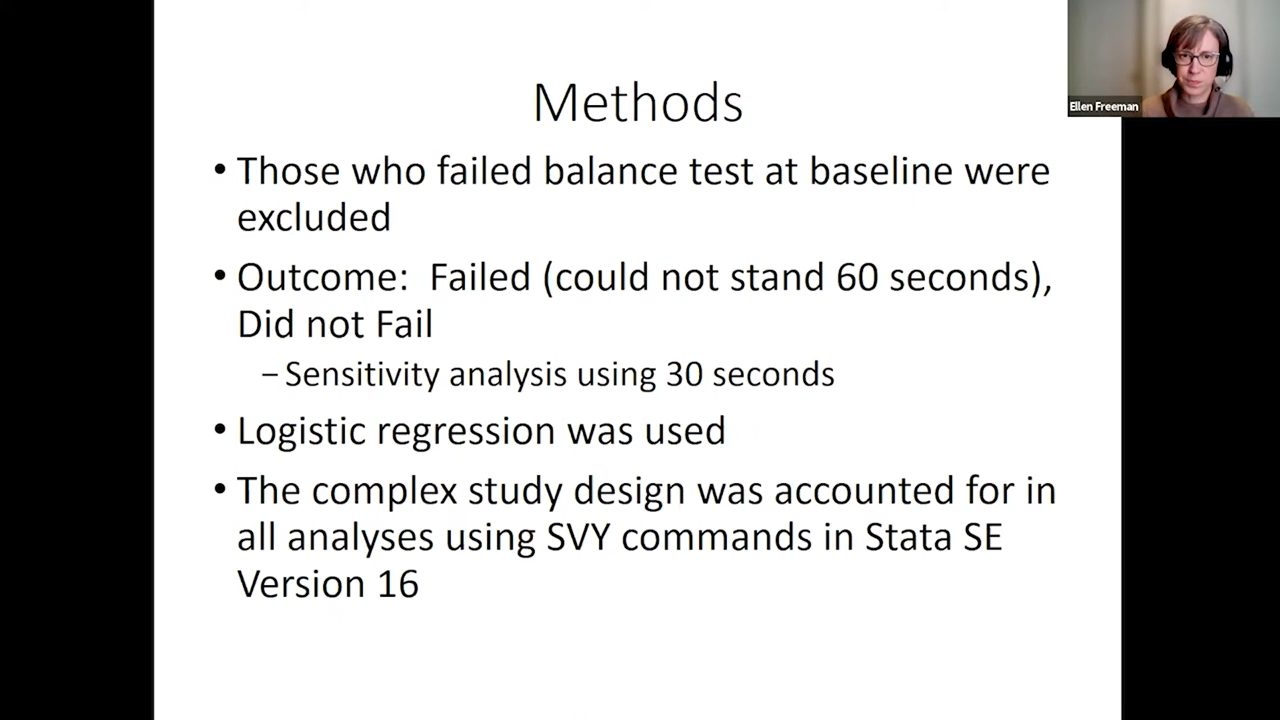 Methods
• Those who failed balance test at baseline were
excluded
• Outcome:  Failed (could not stand 60 seconds),
Did not Fail
– Sensitivity analysis using 30 seconds
• Logistic regression was used
• The complex study design was accounted for in
all analyses using SVY commands in Stata SE
Version 16
Ellen Freeman